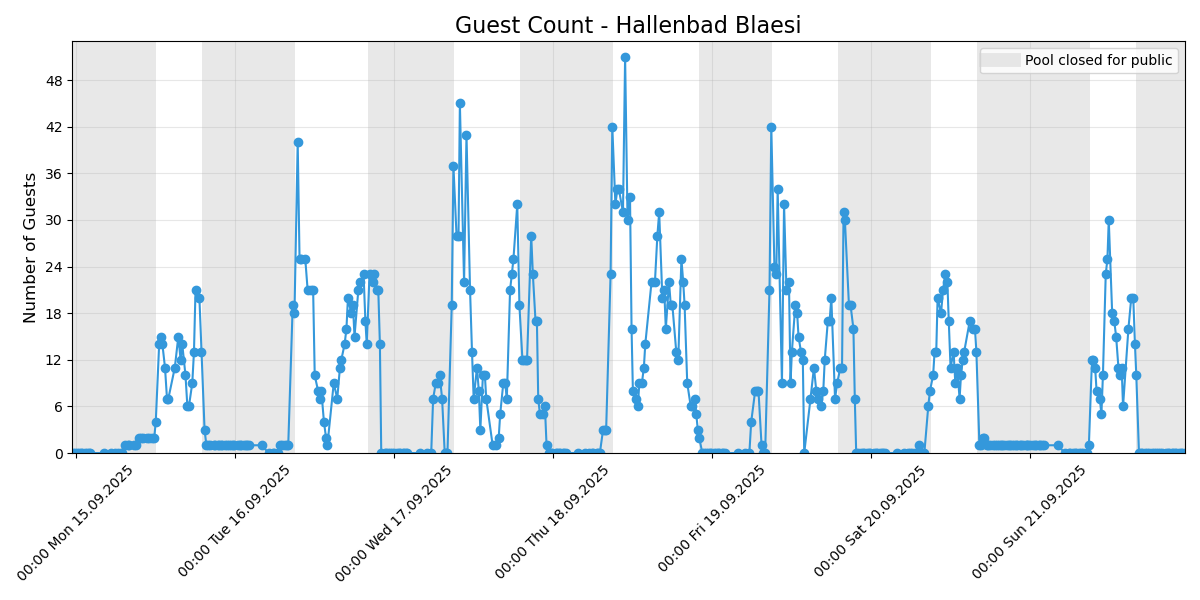 Guest Count - Hallenbad Blaesi
Pool closed for public
Number of Guests
48
42
36
30
24
18
12
6
0
00:00 Mon 15.09.2025
00:00 Tue 16.09.2025
00:00 Wed 17.09.2025
00:00 Thu 18.09.2025
00:00 Fri 19.09.2025
00:00 Sat 20.09.2025
00:00 Sun 21.09.2025